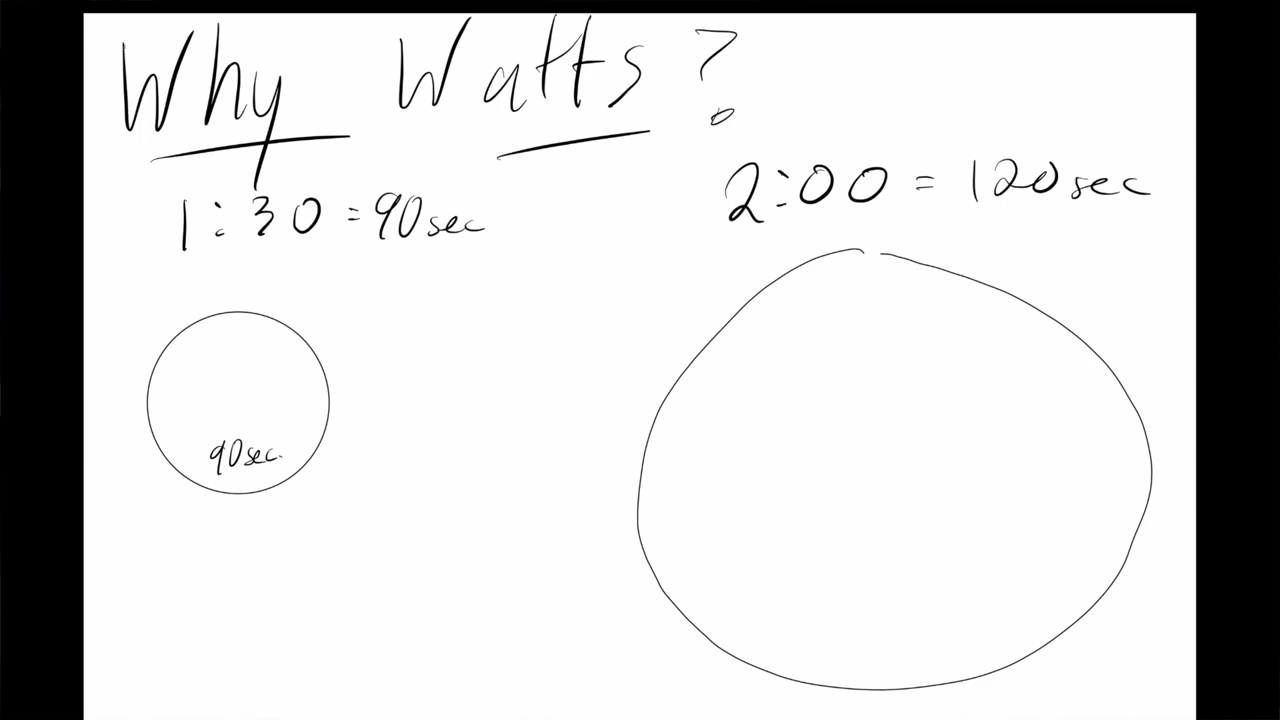 Why Watts?
1:30 = 90sec
2:00 = 120sec
90sec.